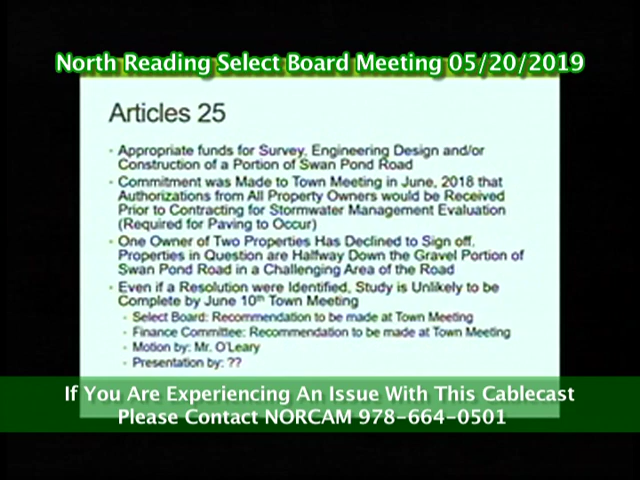 North Reading Select Board Meeting 05/20/2019
Articles 25
• Appropriate funds for Survey, Engineering Design and/or
Construction of a Portion of Swan Pond Road
• Commitment was Made to Town Meeting in June, 2018 that
Authorizations from All Property Owners would be Received
Prior to Contracting for Stormwater Management Evaluation
(Required for Paving to Occur)
• One Owner of Two Properties Has Declined to Sign off.
Properties in Question are Halfway Down the Gravel Portion of
Swan Pond Road in a Challenging Area of the Road
• Even if a Resolution were Identified, Study is Unlikely to be
Complete by June 10th Town Meeting
• Select Board: Recommendation to be made at Town Meeting
• Finance Committee: Recommendation to be made at Town Meeting
• Motion by: Mr. O'Leary
• Presentation by: ??
If You Are Experiencing An Issue With This Cablecast
Please Contact NORCAM 978-664-0501